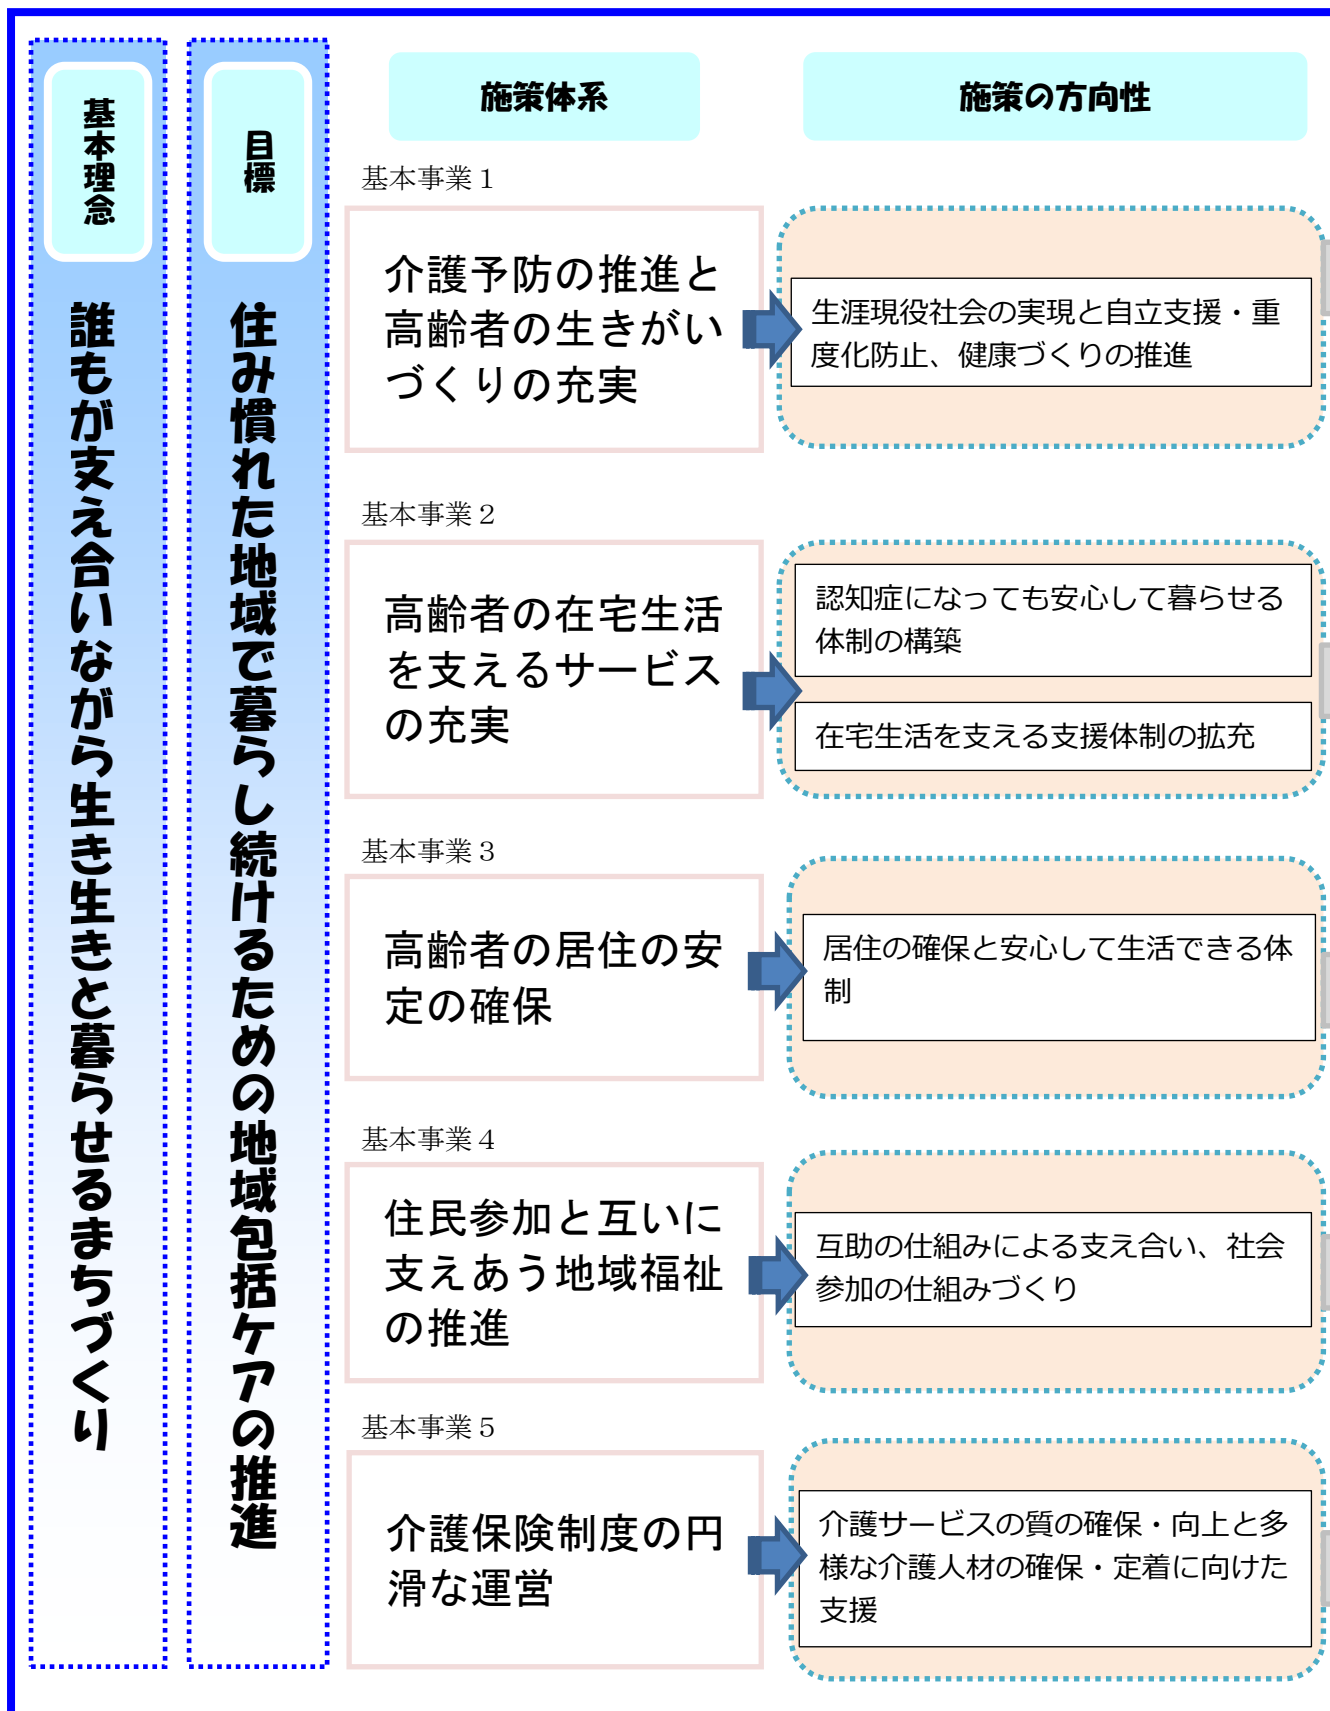 基本理念
誰もが支え合いながら生き生きと暮らせるまちづくり
目標
住み慣れた地域で暮らし続けるための地域包括ケアの推進
施策体系
施策の方向性
基本事業１
介護予防の推進と
高齢者の生きがい
づくりの充実
生涯現役社会の実現と自立支援・重
度化防止、健康づくりの推進
基本事業２
高齢者の在宅生活
を支えるサービス
の充実
認知症になっても安心して暮らせる
体制の構築
在宅生活を支える支援体制の拡充
基本事業３
高齢者の居住の安
定の確保
居住の確保と安心して生活できる体
制
基本事業４
住民参加と互いに
支えあう地域福祉
の推進
互助の仕組みによる支え合い、社会
参加の仕組みづくり
基本事業５
介護保険制度の円
滑な運営
介護サービスの質の確保・向上と多
様な介護人材の確保・定着に向けた
支援